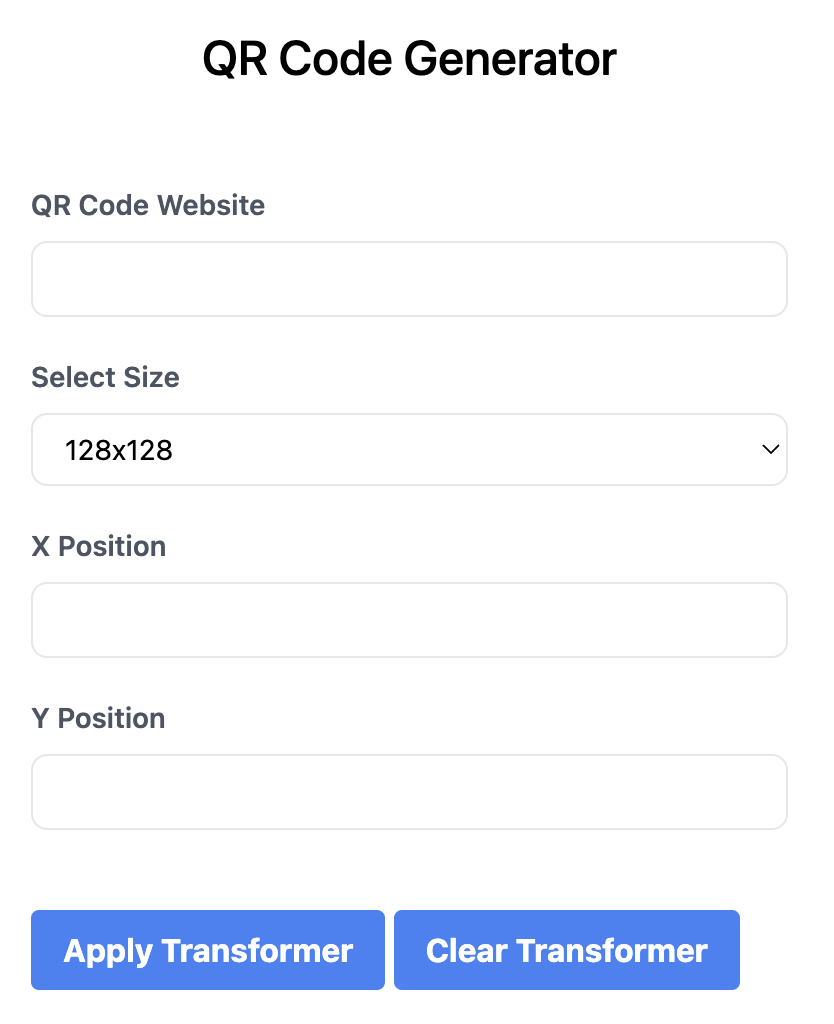 QR Code Generator
QR Code Website
Select Size
128x128
X Position
Y Position
Apply Transformer Clear Transformer